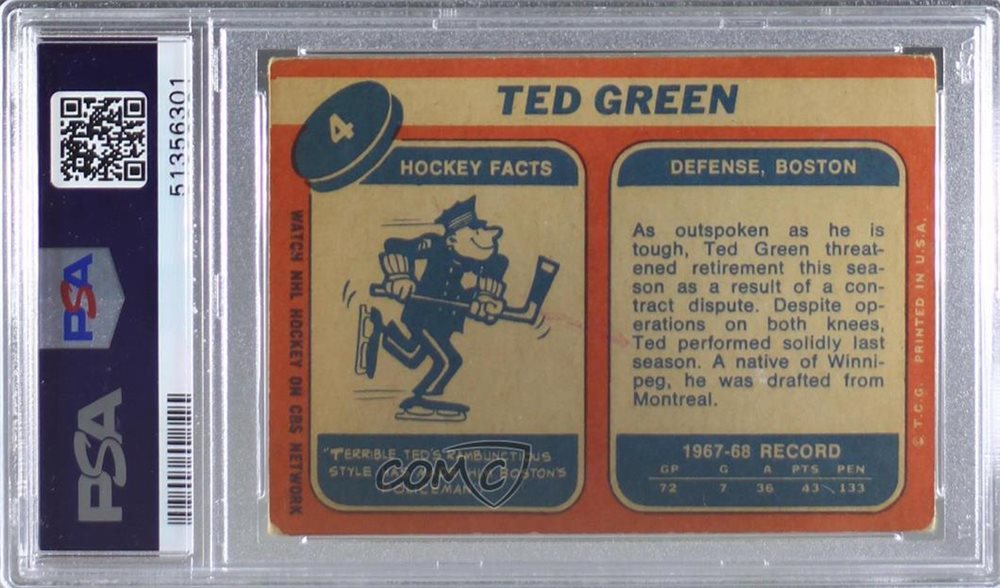 PSA
51356301
PSA
4
TED GREEN
HOCKEY FACTS
WATCH NHL HOCKEY ON CBS NETWORK
"TERRIBLE TED'S RAMBUNCTIOUS
STYLE BOSTON'S
POLICEMAN"
COMC
DEFENSE, BOSTON
As outspoken as he is
tough, Ted Green threat-
ened retirement this sea-
son as a result of a con-
tract dispute. Despite op-
erations on both knees,
Ted performed solidly last
season. A native of Winni-
peg, he was drafted from
Montreal.
1967-68 RECORD
GP G A PTS PEN
72 7 36 43 133
© T.C.G. PRINTED IN U.S.A.